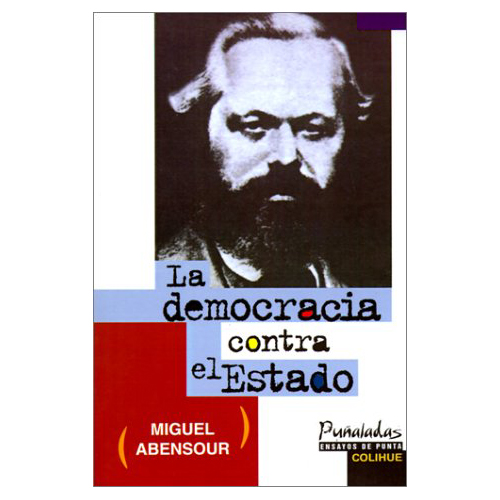 La
democracia
contra
el Estado
( MIGUEL
ABENSOUR )
Puñaladas
ENSAYOS DE PUNTA
COLIHUE